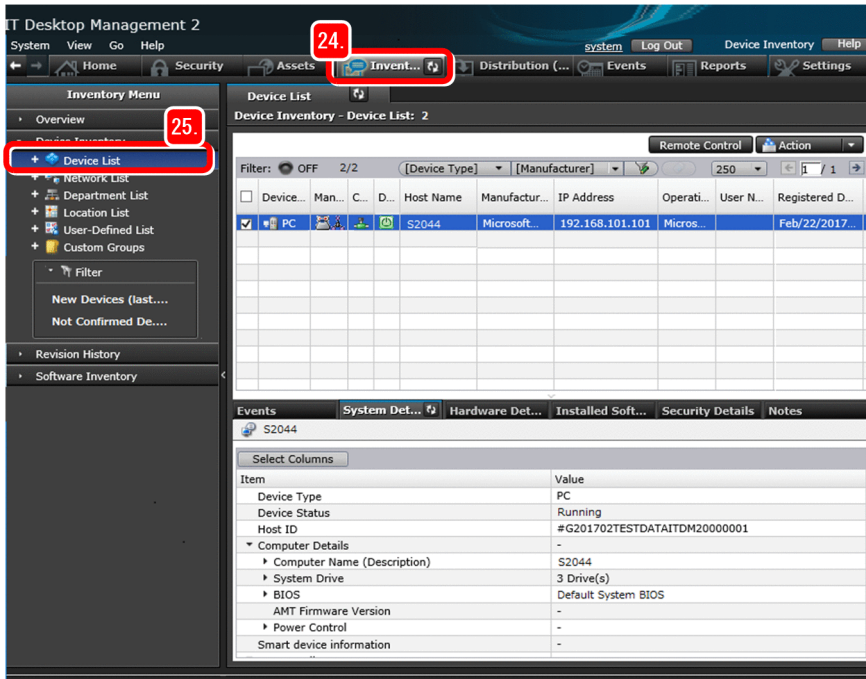 IT Desktop Management 2
System View Go Help
24.
system Log Out Device Inventory Help
Home Security Assets Invent... Distribution (... Events Reports Settings
Inventory Menu
Overview
25.
Device Inventory
Device List
Network List
Department List
Location List
User-Defined List
Custom Groups
Filter
New Devices (last....
Not Confirmed De....
Revision History
Software Inventory
Device List
Device Inventory - Device List: 2
Remote Control Action
Filter: OFF 2/2 [Device Type] [Manufacturer] 250 1 / 1
Device... Man... C... D... Host Name Manufactur... IP Address Operati... User N... Registered D...
PC S2044 Microsoft... 192.168.101.101 Micros... Feb/22/2017...
Events System Det... Hardware Det... Installed Soft... Security Details Notes
S2044
Select Columns
Item Value
Device Type PC
Device Status Running
Host ID #G201702TESTDATAITDM20000001
Computer Details -
Computer Name (Description) S2044
System Drive 3 Drive(s)
BIOS Default System BIOS
AMT Firmware Version -
Power Control -
Smart device information -